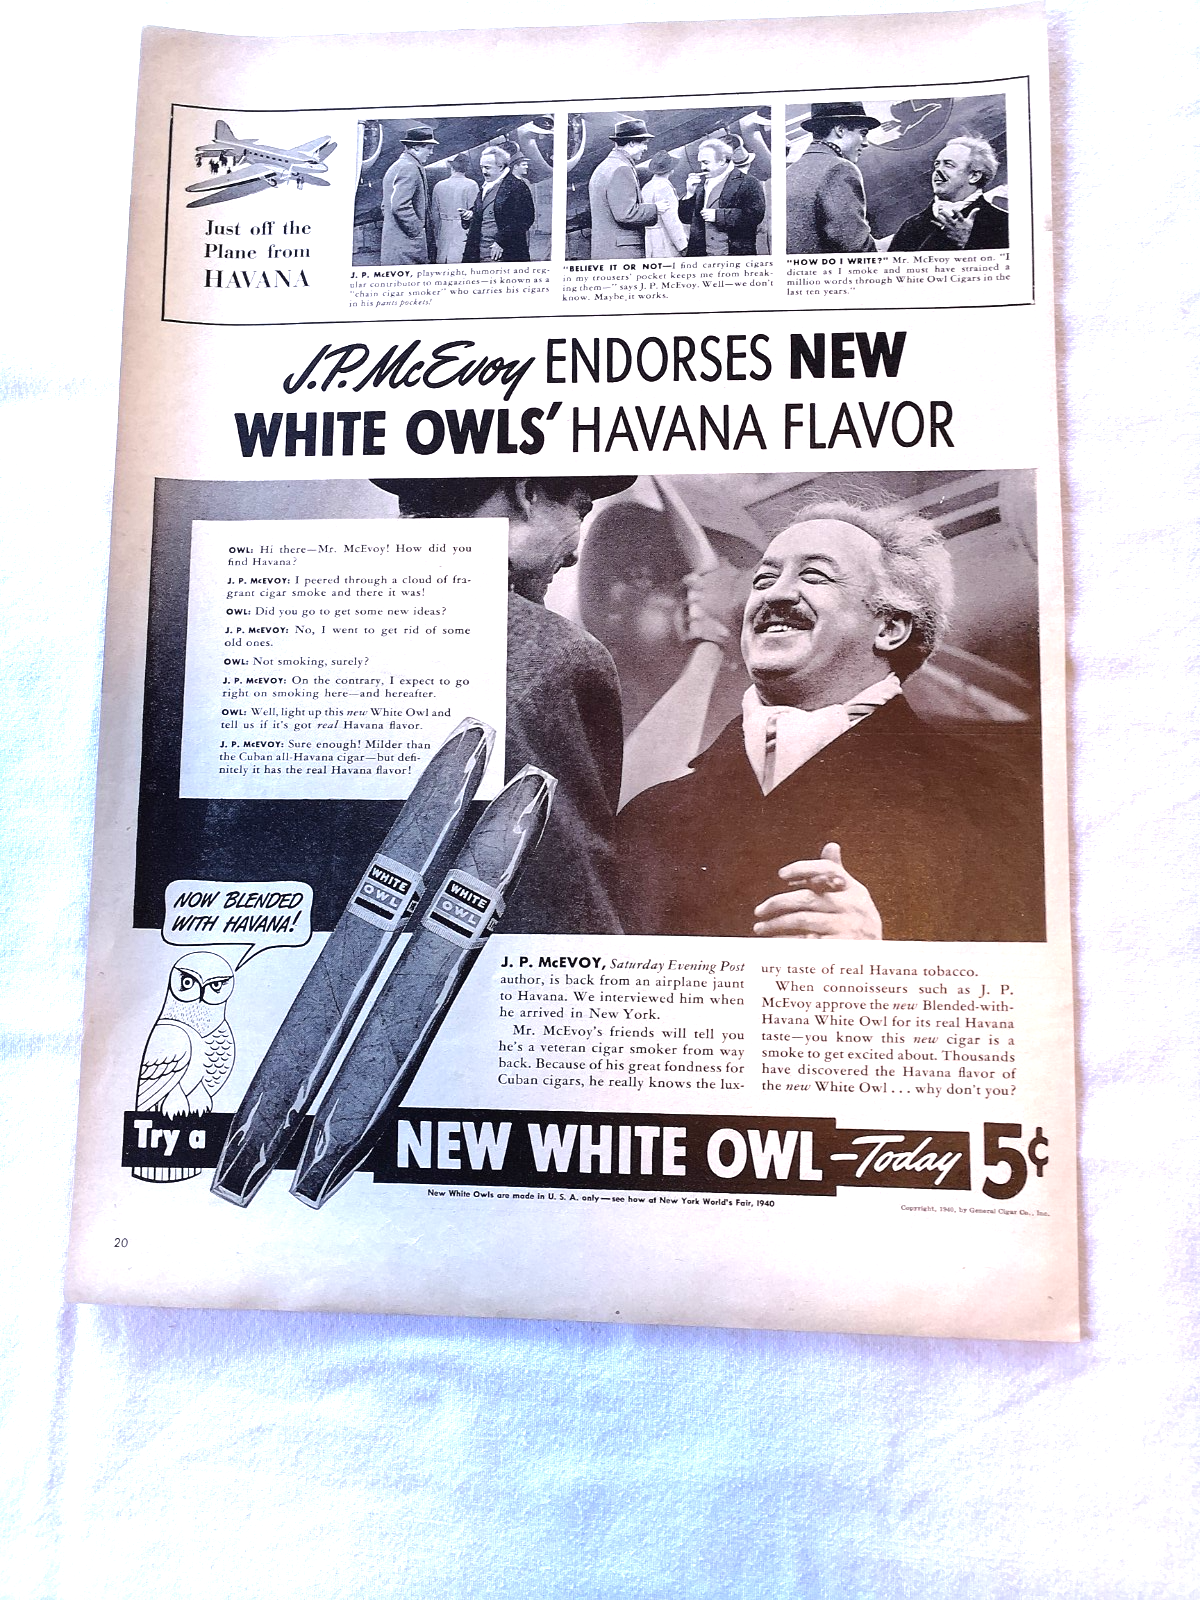 Just off the
Plane from
HAVANA
J. P. McEVOY, playwright, humorist and reg-
ular contributor to magazines—is known as a
"chain cigar smoker" who carries his cigars
in his pants pockets!
"BELIEVE IT OR NOT—I find carrying cigars
in my trousers' pocket keeps me from break-
ing them—" says J. P. McEvoy. Well—we don't
know. Maybe it works.
"HOW DO I WRITE?" Mr. McEvoy went on. "I
dictate as I smoke and must have strained a
million words through White Owl Cigars in the
last ten years."
J.P. McEvoy ENDORSES NEW
WHITE OWLS' HAVANA FLAVOR
OWL: Hi there—Mr. McEvoy! How did you
find Havana?
J. P. McEVOY: I peered through a cloud of fra-
grant cigar smoke and there it was!
OWL: Did you go to get some new ideas?
J. P. McEVOY: No, I went to get rid of some
old ones.
OWL: Not smoking, surely?
J. P. McEVOY: On the contrary, I expect to go
right on smoking here—and hereafter.
OWL: Well, light up this new White Owl and
tell us if it's got real Havana flavor.
J. P. McEVOY: Sure enough! Milder than
the Cuban all-Havana cigar—but defi-
nitely it has the real Havana flavor!
WHITE
OWL
WHITE
OWL
NOW BLENDED
WITH HAVANA!
J. P. McEVOY, Saturday Evening Post
author, is back from an airplane jaunt
to Havana. We interviewed him when
he arrived in New York.
Mr. McEvoy's friends will tell you
he's a veteran cigar smoker from way
back. Because of his great fondness for
Cuban cigars, he really knows the lux-
ury taste of real Havana tobacco.
When connoisseurs such as J. P.
McEvoy approve the new Blended-with-
Havana White Owl for its real Havana
taste—you know this new cigar is a
smoke to get excited about. Thousands
have discovered the Havana flavor of
the new White Owl . . . why don't you?
Try a NEW WHITE OWL—Today 5¢
New White Owls are made in U. S. A. only—see how at New York World's Fair, 1940
Copyright, 1940, by General Cigar Co., Inc.
20